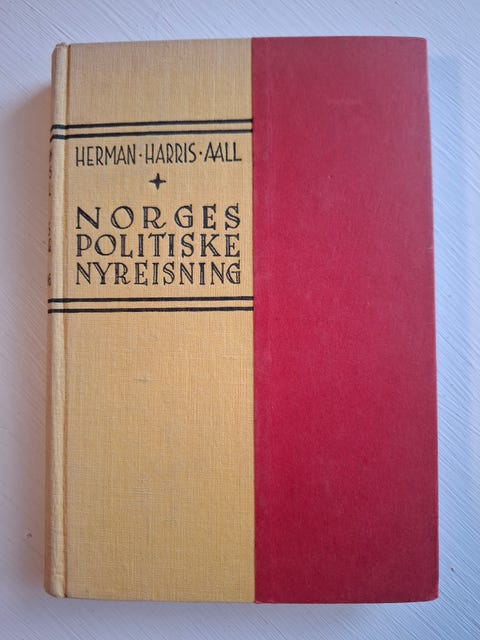 HERMAN·HARRIS·AALL
NORGES
POLITISKE
NYREISNING